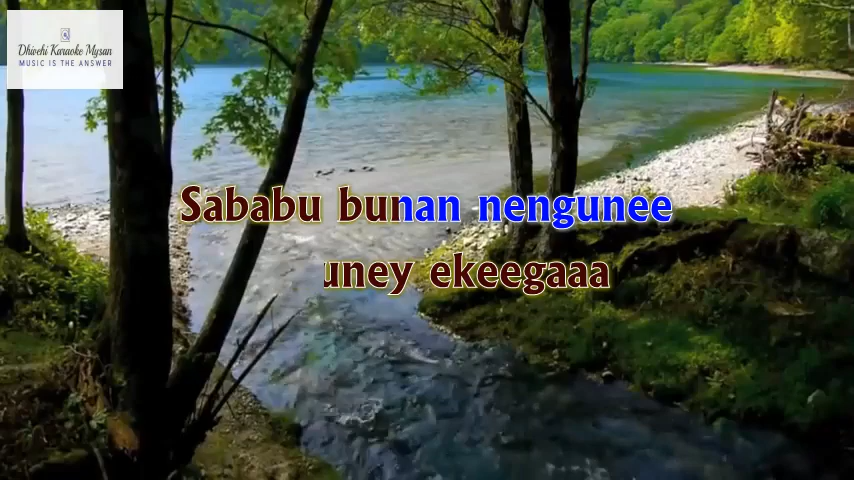 Dhivehi Karaoke Mysan
MUSIC IS THE ANSWER
Sababu bunan nengunee
uney ekeegaaa